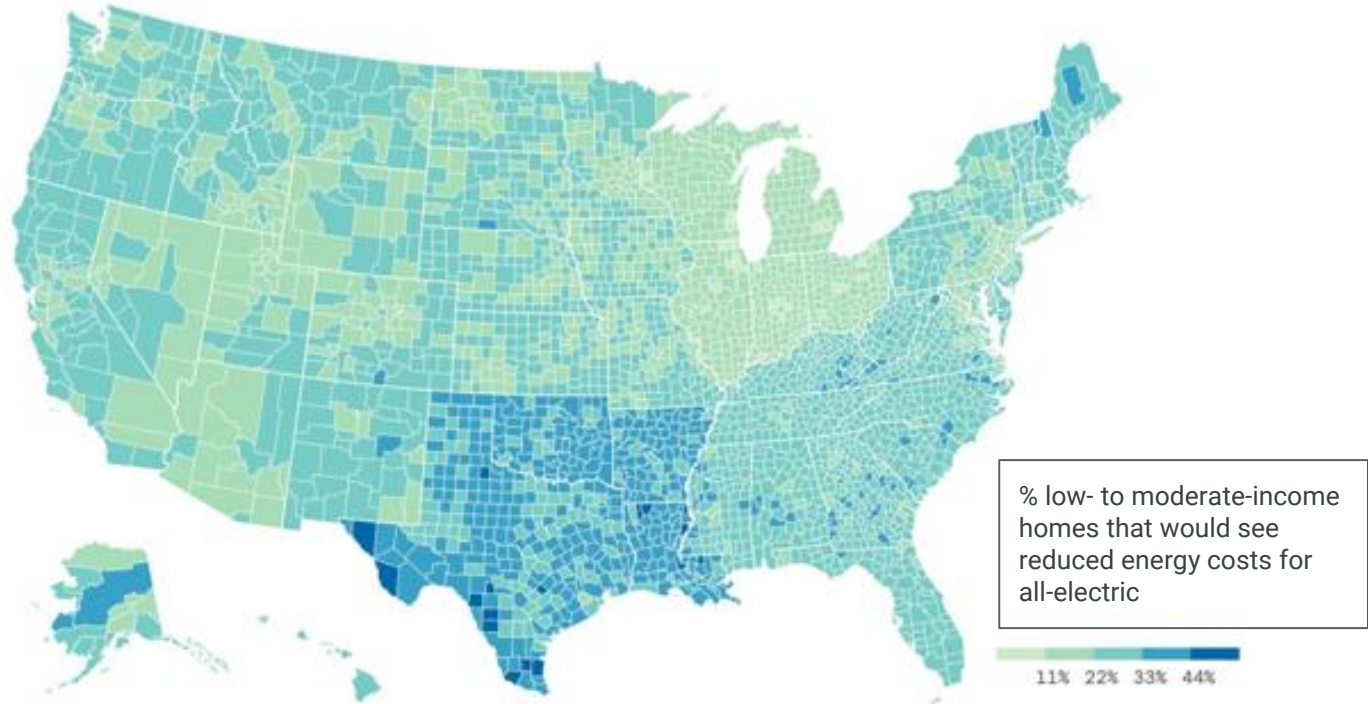 % low- to moderate-income
homes that would see
reduced energy costs for
all-electric
11% 22% 33% 44%